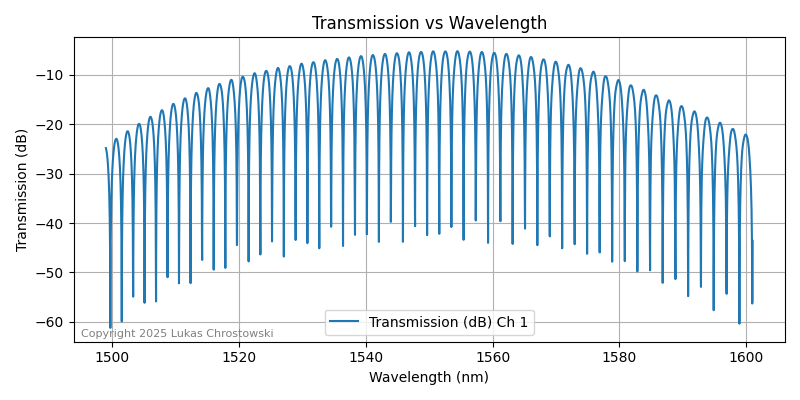 Transmission vs Wavelength
Transmission (dB)
−10
−20
−30
−40
−50
−60
Transmission (dB) Ch 1
Copyright 2025 Lukas Chrostowski
1500 1520 1540 1560 1580 1600
Wavelength (nm)